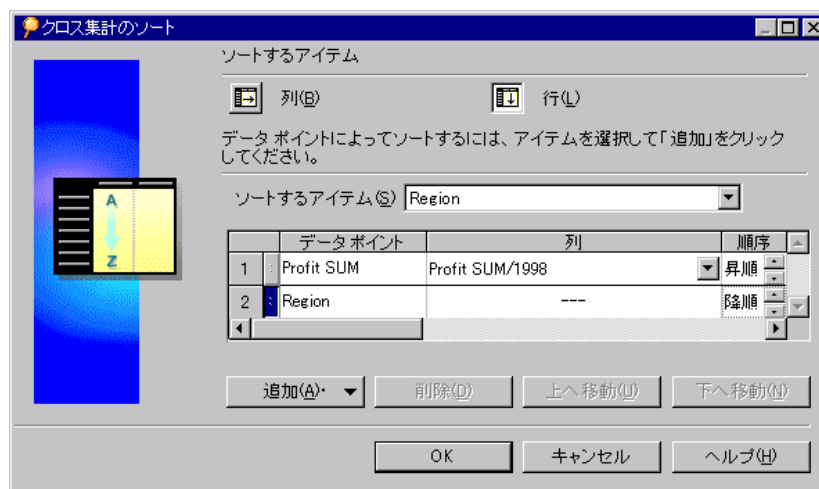 クロス集計のソート
ソートするアイテム
列(B) 行(L)
データ ポイントによってソートするには、アイテムを選択して「追加」をクリック
してください。
ソートするアイテム(S) Region
データ ポイント 列 順序
1 Profit SUM Profit SUM/1998 昇順
2 Region --- 降順
追加(A)· 削除(D) 上へ移動(U) 下へ移動(N)
OK キャンセル ヘルプ(H)
A
Z